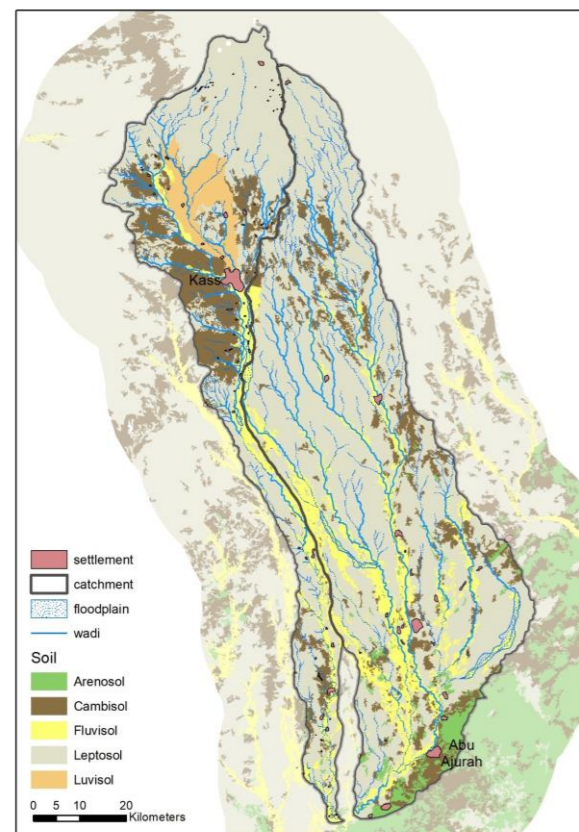 Kass
Abu
Ajurah
settlement
catchment
floodplain
wadi
Soil
Arenosol
Cambisol
Fluvisol
Leptosol
Luvisol
0 5 10 20
Kilometers